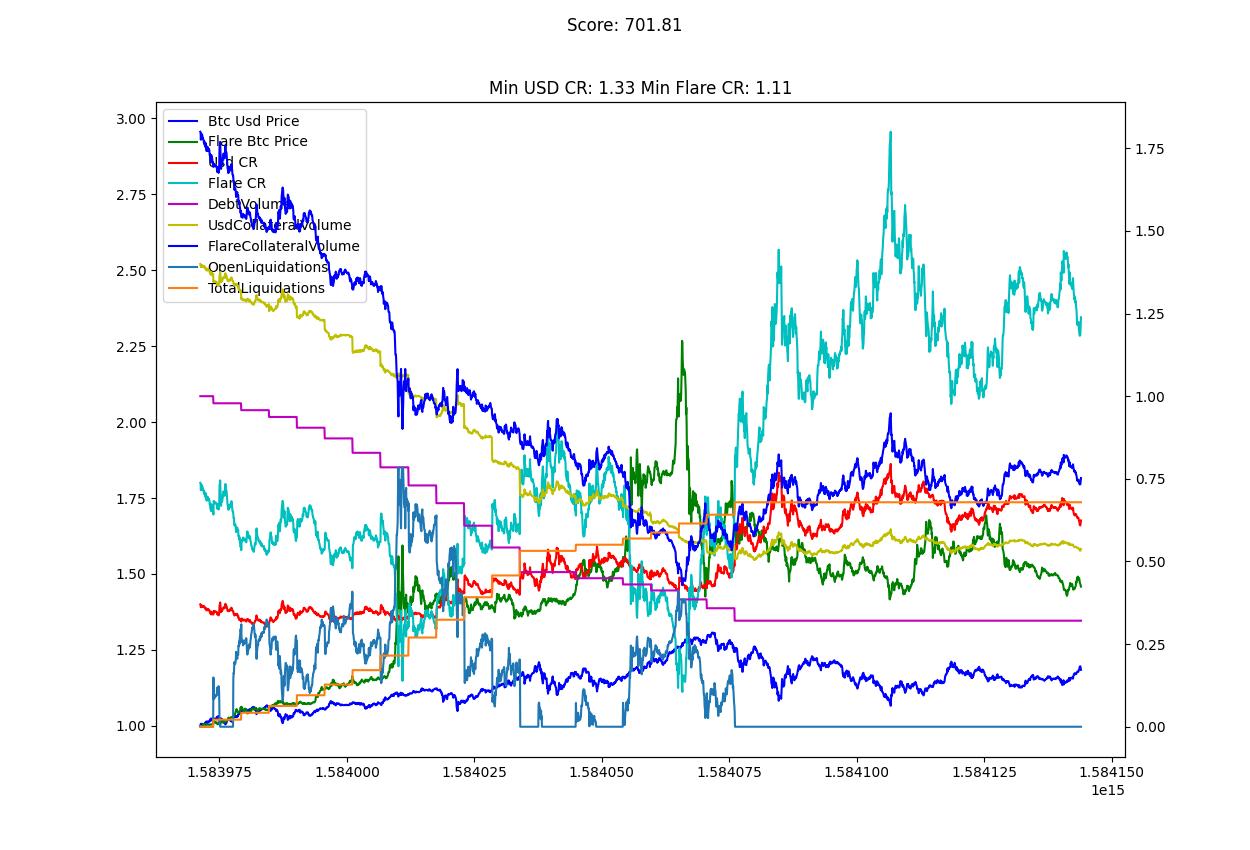 Score: 701.81
Min USD CR: 1.33 Min Flare CR: 1.11
3.00
2.75
2.50
2.25
2.00
1.75
1.50
1.25
1.00
Btc Usd Price
Flare Btc Price
Usd CR
Flare CR
DebtVolume
UsdCollateralVolume
FlareCollateralVolume
OpenLiquidations
TotalLiquidations
1.75
1.50
1.25
1.00
0.75
0.50
0.25
0.00
1.583975 1.584000 1.584025 1.584050 1.584075 1.584100 1.584125 1.584150
1e15